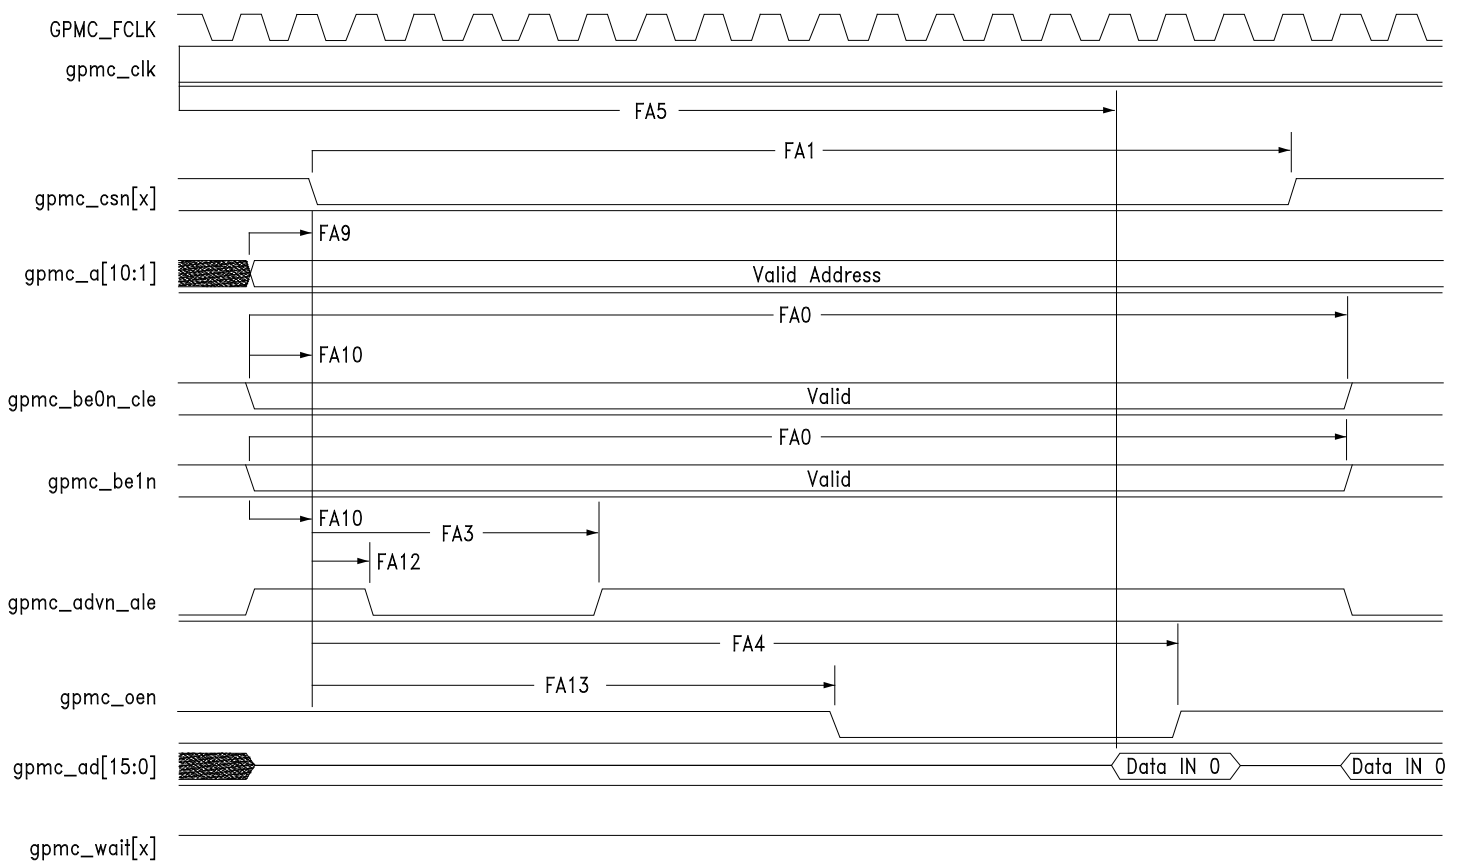 GPMC_FCLK
gpmc_clk
FA5
FA1
gpmc_csn[x]
FA9
gpmc_a[10:1]
Valid Address
FA0
FA10
gpmc_be0n_cle
Valid
FA0
gpmc_be1n
Valid
FA10
FA3
FA12
gpmc_advn_ale
FA4
FA13
gpmc_oen
gpmc_ad[15:0]
Data IN 0
Data IN 0
gpmc_wait[x]